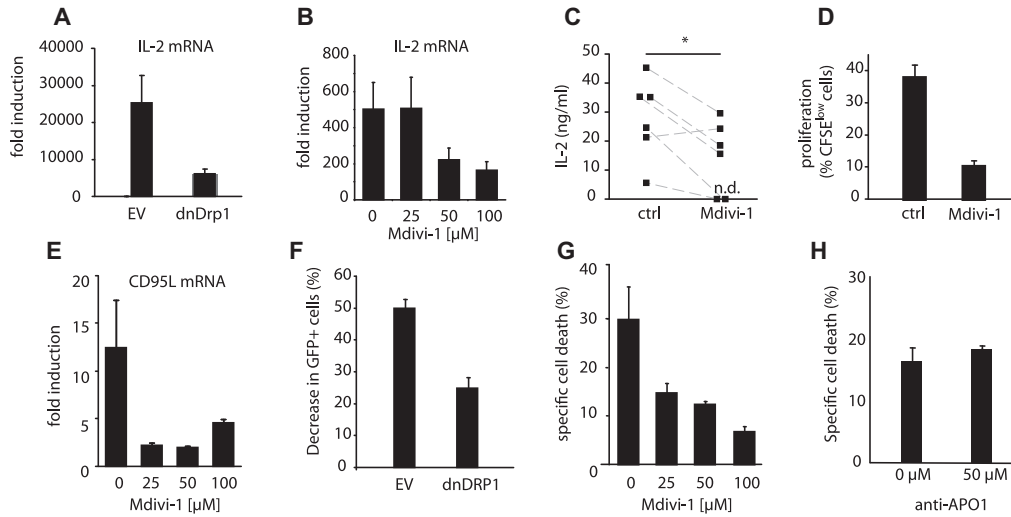 A
IL-2 mRNA
fold induction
40000
30000
20000
10000
0
EV
dnDrp1
B
IL-2 mRNA
fold induction
800
600
400
200
0
0 25 50 100
Mdivi-1 [µM]
C
*
IL-2 (ng/ml)
50
40
30
20
10
0
n.d.
ctrl
Mdivi-1
D
proliferation
(% CFSElow cells)
40
30
20
10
0
ctrl
Mdivi-1
E
CD95L mRNA
fold induction
20
15
10
5
0
0 25 50 100
Mdivi-1 [µM]
F
Decrease in GFP+ cells (%)
60
50
40
30
20
10
0
EV
dnDRP1
G
specific cell death (%)
40
30
20
10
0
0 25 50 100
Mdivi-1 [µM]
H
Specific cell death (%)
30
20
10
0
0 µM
50 µM
anti-APO1